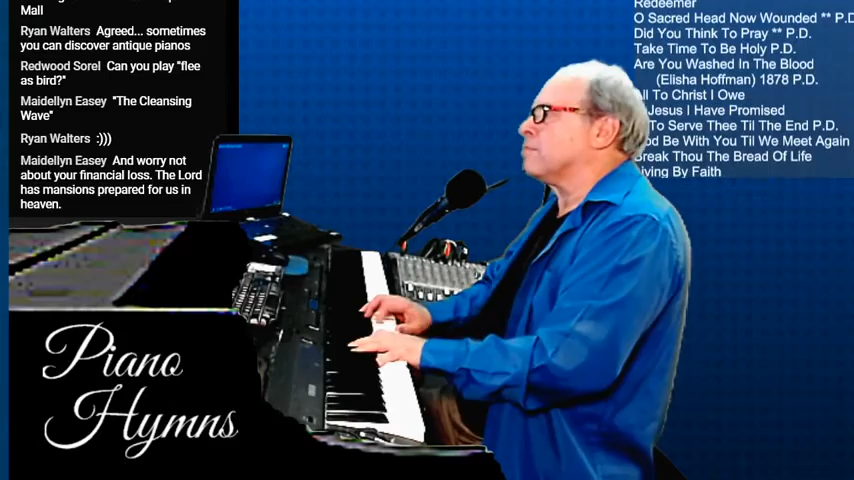 Mall
Ryan Walters Agreed... sometimes
you can discover antique pianos
Redwood Sorel Can you play "flee
as bird?"
Maidellyn Easey "The Cleansing
Wave"
Ryan Walters :)))
Maidellyn Easey And worry not
about your financial loss. The Lord
has mansions prepared for us in
heaven.
Redeemer
O Sacred Head Now Wounded ** P.D
Did You Think To Pray ** P.D.
Take Time To Be Holy P.D.
Are You Washed In The Blood
(Elisha Hoffman) 1878 P.D.
All To Christ I Owe
Jesus I Have Promised
To Serve Thee Til The End P.D.
God Be With You Til We Meet Again
Break Thou The Bread Of Life
Living By Faith
Piano
Hymns